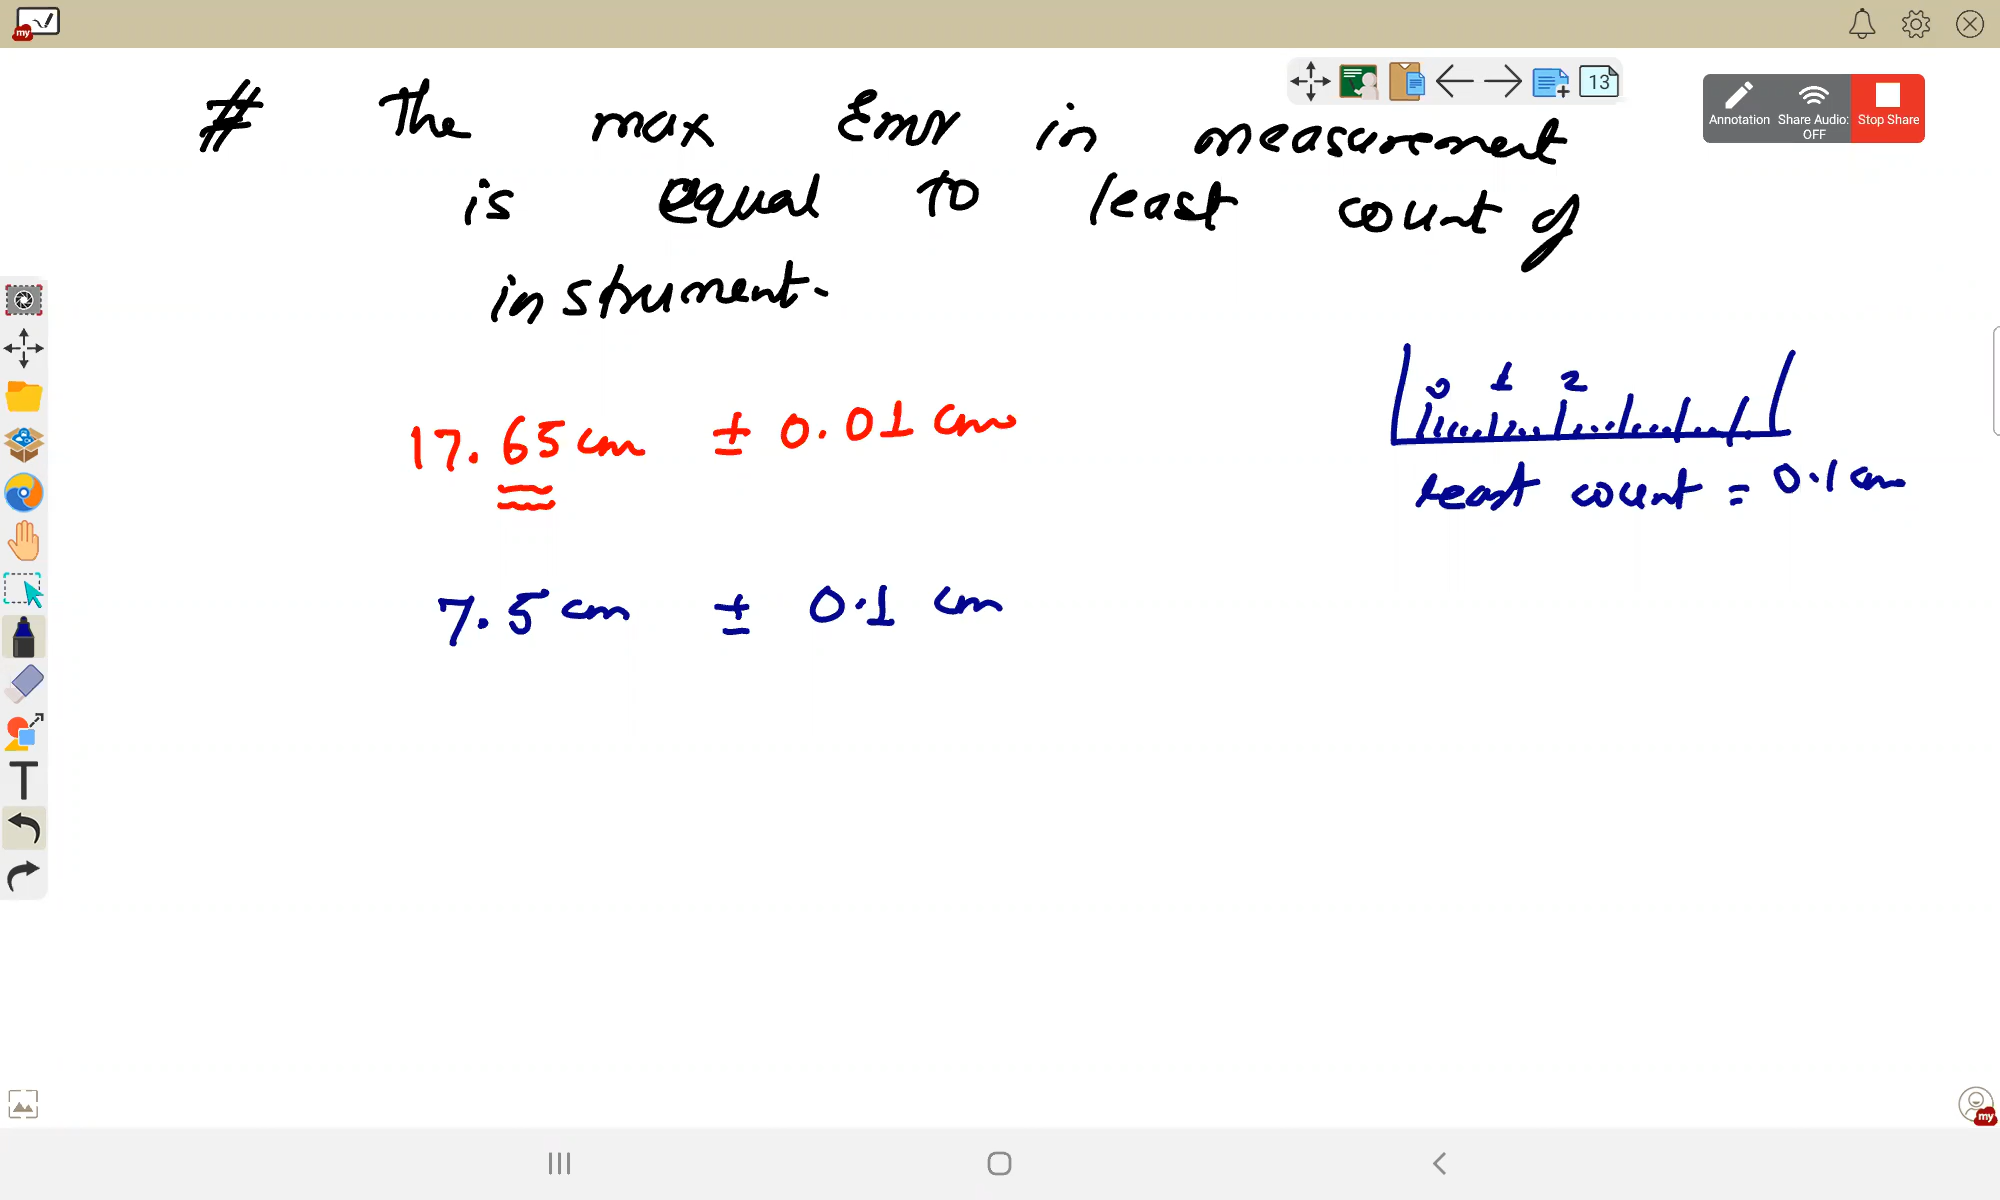 13
Annotation
Share Audio: OFF
Stop Share
# The max Error in measurement
is equal to least count of
instrument.
0 1 2
17.65 cm ± 0.01 cm
least count = 0.1 cm
7.5 cm ± 0.1 cm
T
my
my